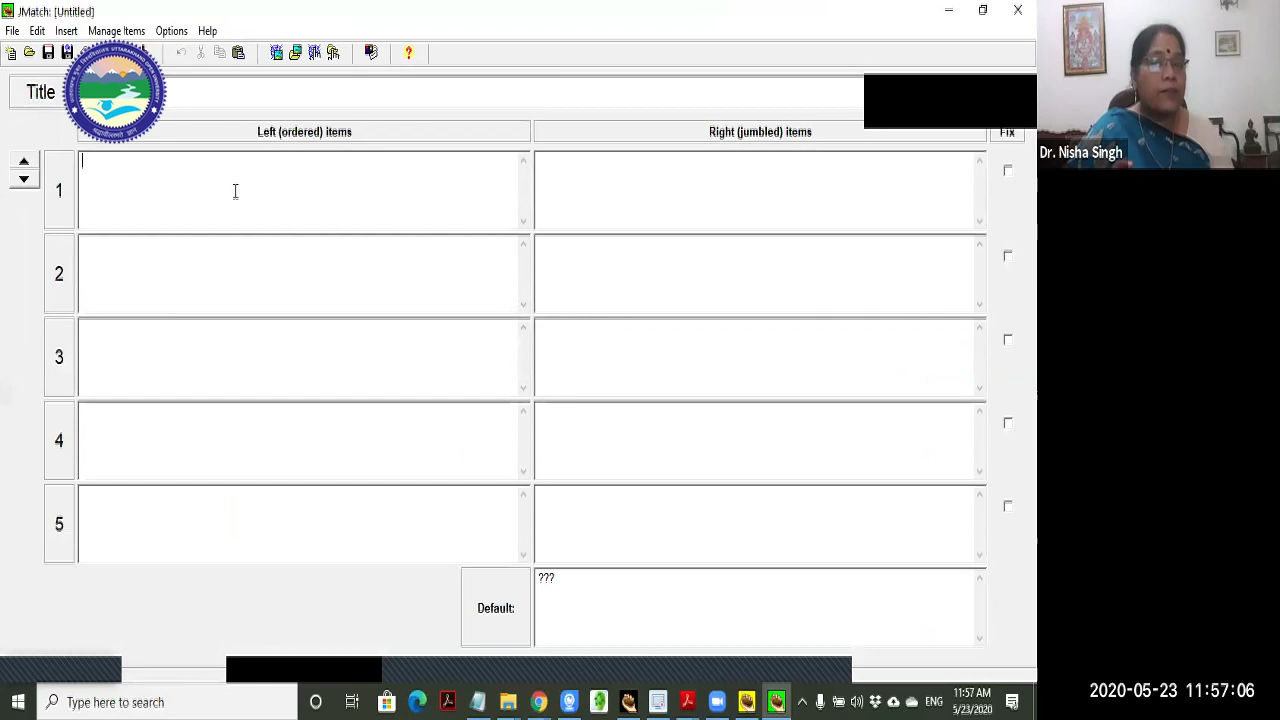 JMatch: [Untitled]
File Edit Insert Manage Items Options Help
Title
Left (ordered) items
Right (jumbled) items
Fix
Dr. Nisha Singh
1
2
3
4
5
Default:
???
Type here to search
ENG
11:57 AM
5/23/2020
2020-05-23 11:57:06